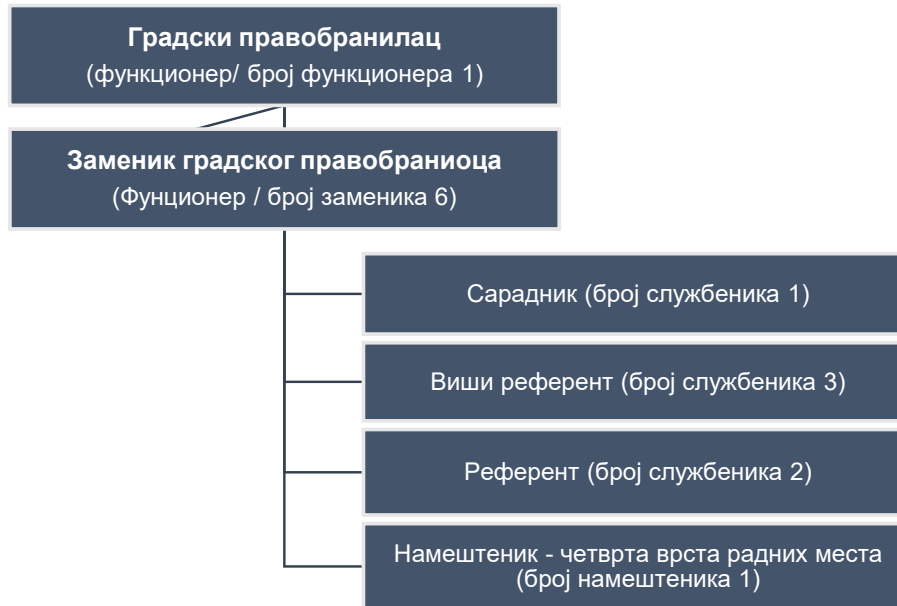 Градски правобранилац
(функционер/ број функционера 1)
Заменик градског правобраниоца
(Фунционер / број заменика 6)
Сарадник (број службеника 1)
Виши референт (број службеника 3)
Референт (број службеника 2)
Намештеник - четврта врста радних места
(број намештеника 1)